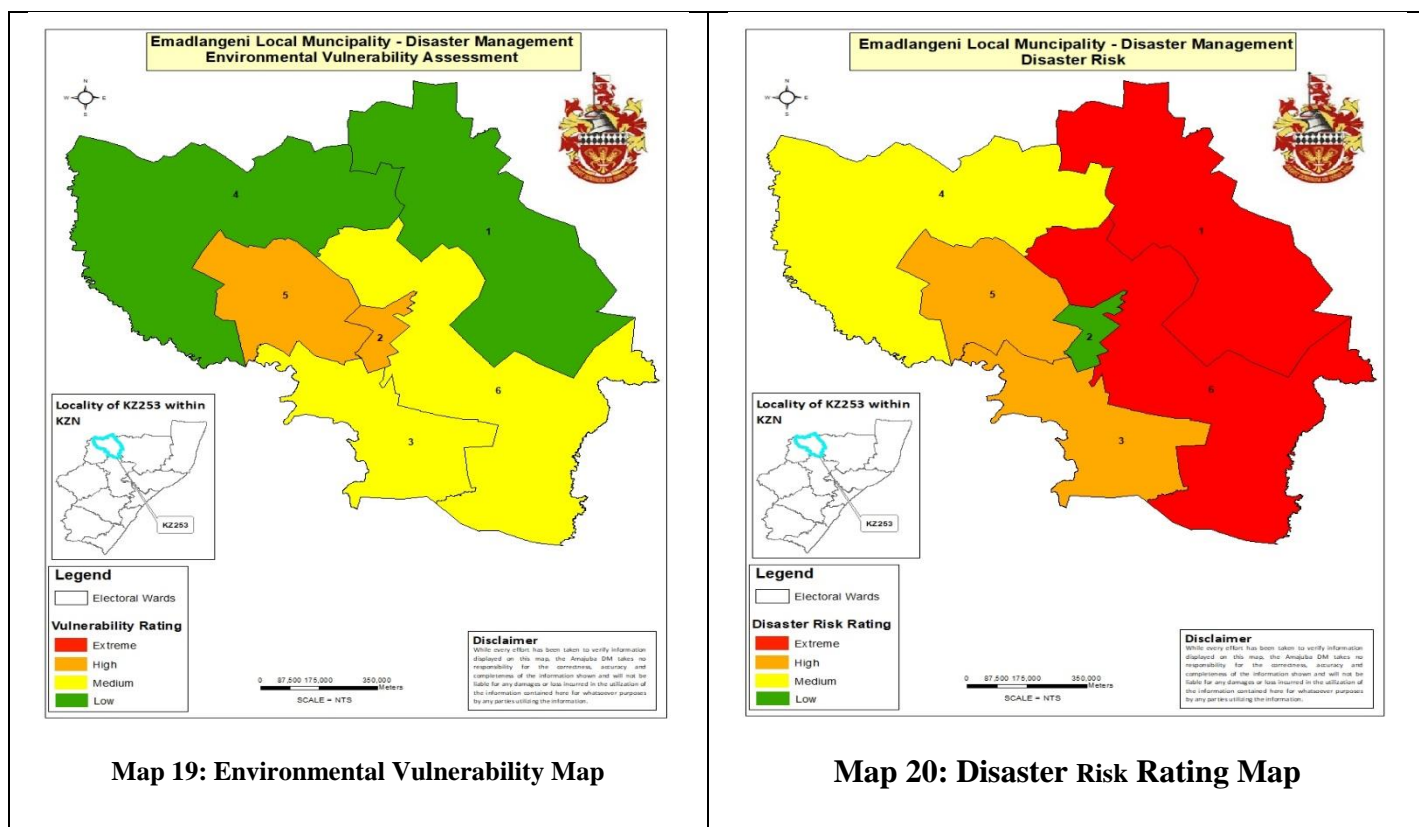 Emadlangeni Local Muncipality - Disaster Management
Environmental Vulnerability Assessment
N
W
E
S
4
1
5
2
6
3
Locality of KZ253 within
KZN
KZ253
Legend
Electoral Wards
Vulnerability Rating
Extreme
High
Medium
Low
0 87,500 175,000 350,000
Meters
SCALE = NTS
Disclaimer
While every effort has been taken to verify information
displayed on this map, the Amajuba DM takes no
responsibility for the correctness, accuracy and
completeness of the information shown and will not be
liable for any damages or loss incurred in the utilization of
the information contained here for whatsoever purposes
by any parties utilizing the information.
Map 19: Environmental Vulnerability Map
Emadlangeni Local Muncipality - Disaster Management
Disaster Risk
N
W
E
S
4
1
5
2
6
3
Locality of KZ253 within
KZN
KZ253
Legend
Electoral Wards
Disaster Risk Rating
Extreme
High
Medium
Low
0 87,500 175,000 350,000
Meters
SCALE = NTS
Disclaimer
While every effort has been taken to verify information
displayed on this map, the Amajuba DM takes no
responsibility for the correctness, accuracy and
completeness of the information shown and will not be
liable for any damages or loss incurred in the utilization of
the information contained here for whatsoever purposes
by any parties utilizing the information.
Map 20: Disaster Risk Rating Map